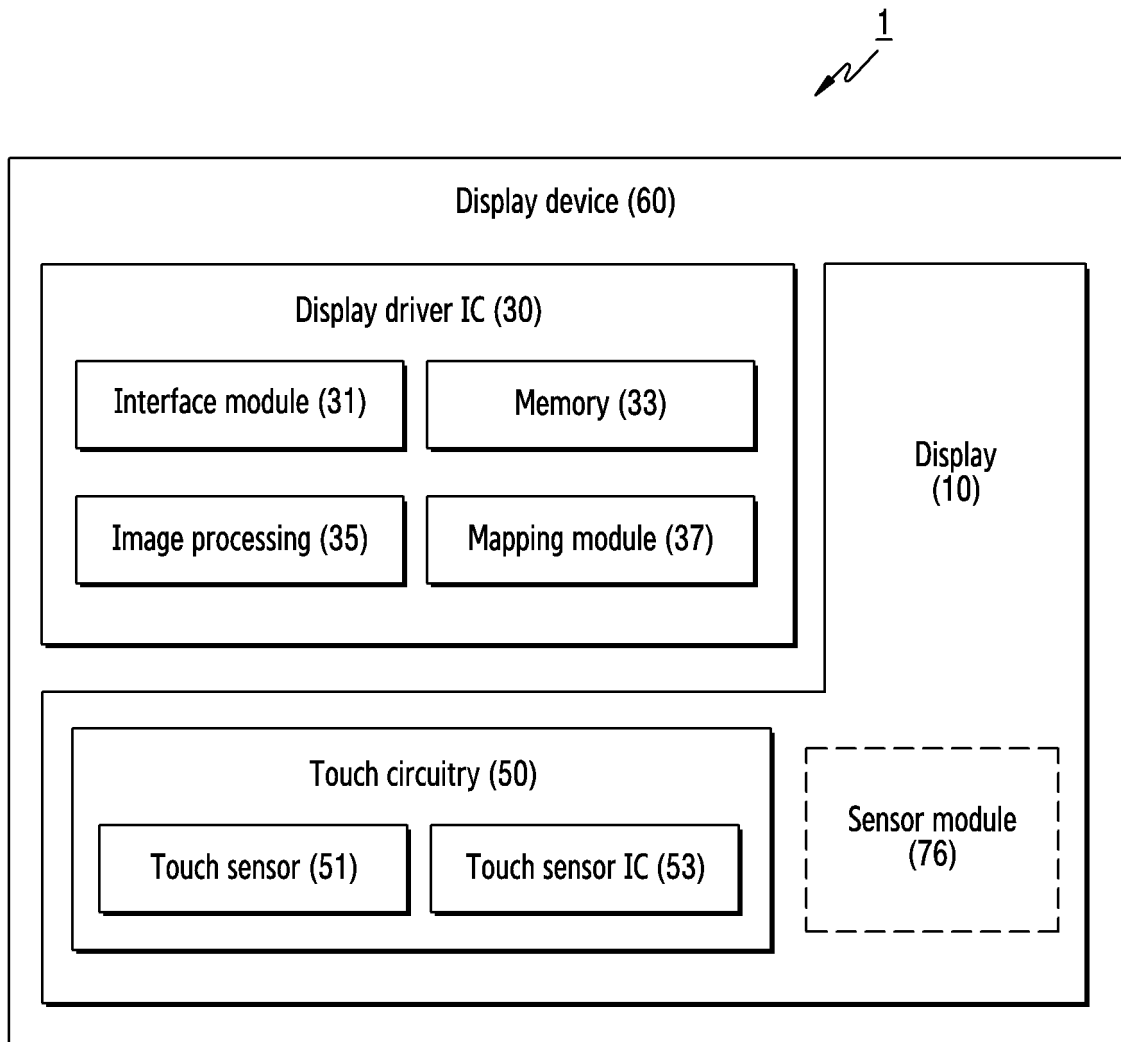 1
Display device (60)
Display driver IC (30)
Interface module (31)
Memory (33)
Image processing (35)
Mapping module (37)
Display
(10)
Touch circuitry (50)
Touch sensor (51)
Touch sensor IC (53)
Sensor module
(76)